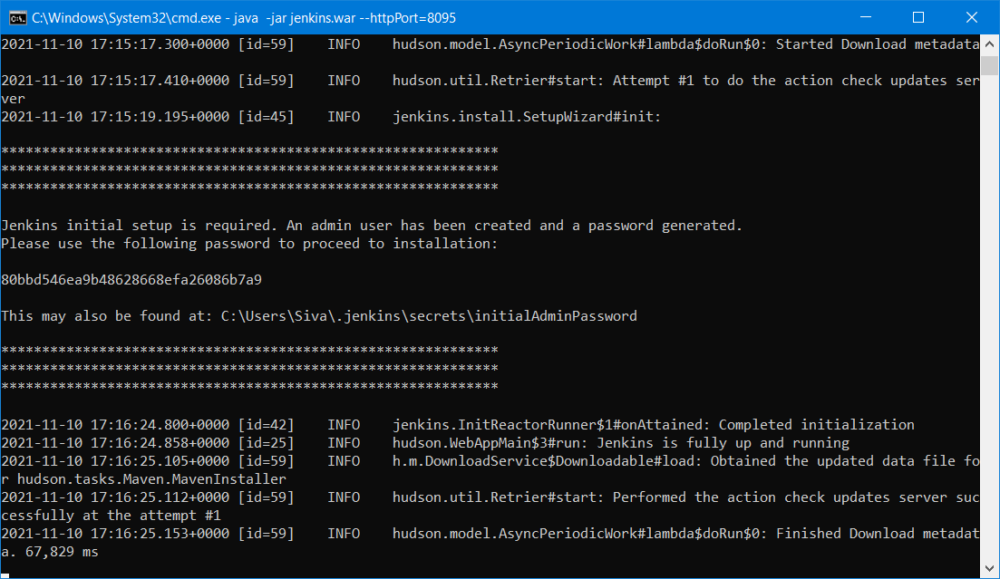 C:\Windows\System32\cmd.exe - java  -jar jenkins.war --httpPort=8095
2021-11-10 17:15:17.300+0000 [id=59]    INFO    hudson.model.AsyncPeriodicWork#lambda$doRun$0: Started Download metadata
2021-11-10 17:15:17.410+0000 [id=59]    INFO    hudson.util.Retrier#start: Attempt #1 to do the action check updates ser
ver
2021-11-10 17:15:19.195+0000 [id=45]    INFO    jenkins.install.SetupWizard#init:
*************************************************************
*************************************************************
*************************************************************
Jenkins initial setup is required. An admin user has been created and a password generated.
Please use the following password to proceed to installation:
80bbd546ea9b48628668efa26086b7a9
This may also be found at: C:\Users\Siva\.jenkins\secrets\initialAdminPassword
*************************************************************
*************************************************************
*************************************************************
2021-11-10 17:16:24.800+0000 [id=42]    INFO    jenkins.InitReactorRunner$1#onAttained: Completed initialization
2021-11-10 17:16:24.858+0000 [id=25]    INFO    hudson.WebAppMain$3#run: Jenkins is fully up and running
2021-11-10 17:16:25.105+0000 [id=59]    INFO    h.m.DownloadService$Downloadable#load: Obtained the updated data file fo
r hudson.tasks.Maven.MavenInstaller
2021-11-10 17:16:25.112+0000 [id=59]    INFO    hudson.util.Retrier#start: Performed the action check updates server suc
cessfully at the attempt #1
2021-11-10 17:16:25.153+0000 [id=59]    INFO    hudson.model.AsyncPeriodicWork#lambda$doRun$0: Finished Download metadat
a. 67,829 ms